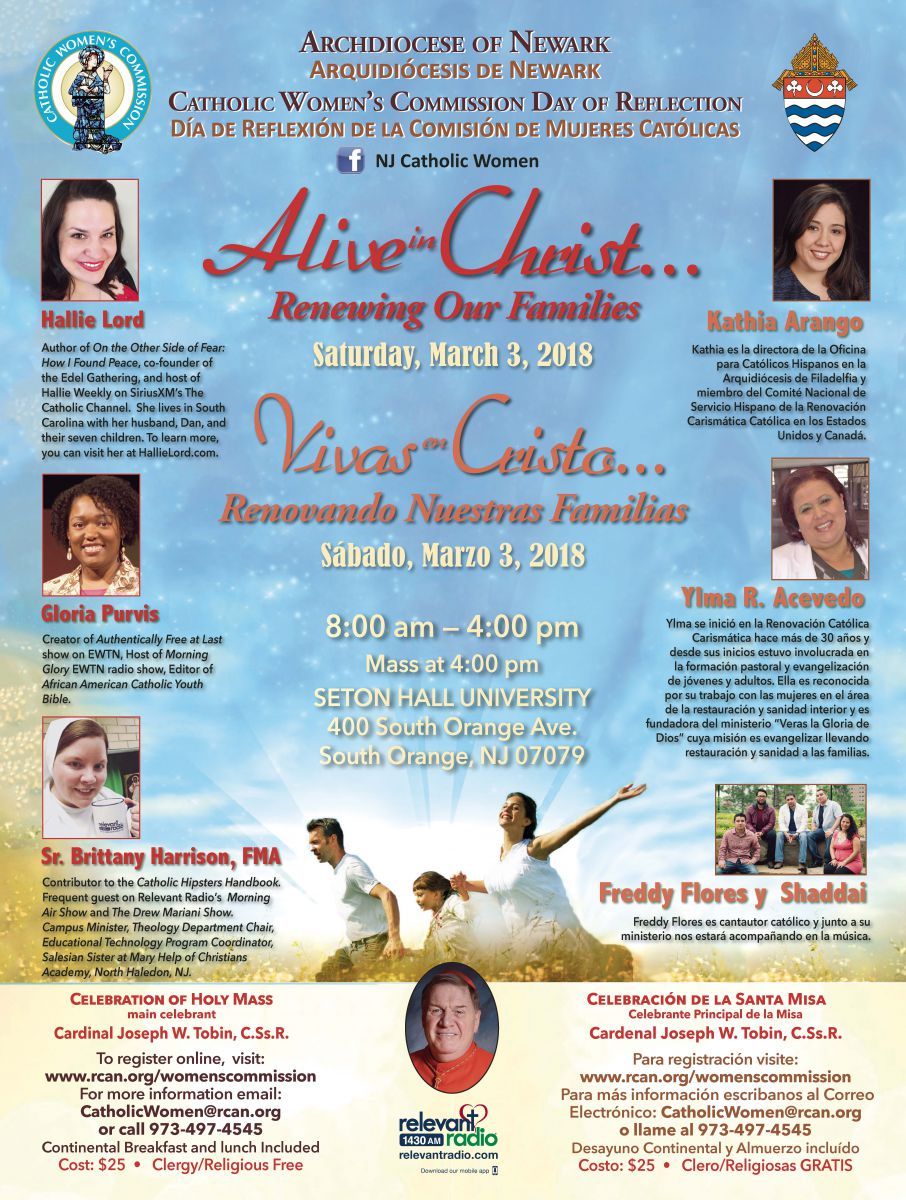 CATHOLIC WOMEN'S COMMISSION
ARCHDIOCESE OF NEWARK
ARQUIDIÓCESIS DE NEWARK
CATHOLIC WOMEN'S COMMISSION DAY OF REFLECTION
DÍA DE REFLEXIÓN DE LA COMISIÓN DE MUJERES CATÓLICAS
f NJ Catholic Women
Alive in Christ...
Renewing Our Families
Saturday, March 3, 2018
Vivas en Cristo...
Renovando Nuestras Familias
Sábado, Marzo 3, 2018
8:00 am – 4:00 pm
Mass at 4:00 pm
SETON HALL UNIVERSITY
400 South Orange Ave.
South Orange, NJ 07079
Hallie Lord
Author of On the Other Side of Fear:
How I Found Peace, co-founder of
the Edel Gathering, and host of
Hallie Weekly on SiriusXM's The
Catholic Channel. She lives in South
Carolina with her husband, Dan, and
their seven children. To learn more,
you can visit her at HallieLord.com.
Gloria Purvis
Creator of Authentically Free at Last
show on EWTN, Host of Morning
Glory EWTN radio show, Editor of
African American Catholic Youth
Bible.
relevant
radio
Sr. Brittany Harrison, FMA
Contributor to the Catholic Hipsters Handbook.
Frequent guest on Relevant Radio's Morning
Air Show and The Drew Mariani Show.
Campus Minister, Theology Department Chair,
Educational Technology Program Coordinator,
Salesian Sister at Mary Help of Christians
Academy, North Haledon, NJ.
Kathia Arango
Kathia es la directora de la Oficina
para Católicos Hispanos en la
Arquidiócesis de Filadelfia y
miembro del Comité Nacional de
Servicio Hispano de la Renovación
Carismática Católica en los Estados
Unidos y Canadá.
Ylma R. Acevedo
Ylma se inició en la Renovación Católica
Carismática hace más de 30 años y
desde sus inicios estuvo involucrada en
la formación pastoral y evangelización
de jóvenes y adultos. Ella es reconocida
por su trabajo con las mujeres en el área
de la restauración y sanidad interior y es
fundadora del ministerio "Veras la Gloria de
Dios" cuya misión es evangelizar llevando
restauración y sanidad a las familias.
Freddy Flores y Shaddai
Freddy Flores es cantautor católico y junto a su
ministerio nos estará acompañando en la música.
CELEBRATION OF HOLY MASS
main celebrant
Cardinal Joseph W. Tobin, C.Ss.R.
To register online, visit:
www.rcan.org/womenscommission
For more information email:
CatholicWomen@rcan.org
or call 973-497-4545
Continental Breakfast and lunch Included
Cost: $25 • Clergy/Religious Free
relevant
1430 AM radio
relevantradio.com
Download our mobile app
CELEBRACIÓN DE LA SANTA MISA
Celebrante Principal de la Misa
Cardenal Joseph W. Tobin, C.Ss.R.
Para registración visite:
www.rcan.org/womenscommission
Para más información escribanos al Correo
Electrónico: CatholicWomen@rcan.org
o llame al 973-497-4545
Desayuno Continental y Almuerzo incluído
Costo: $25 • Clero/Religiosas GRATIS